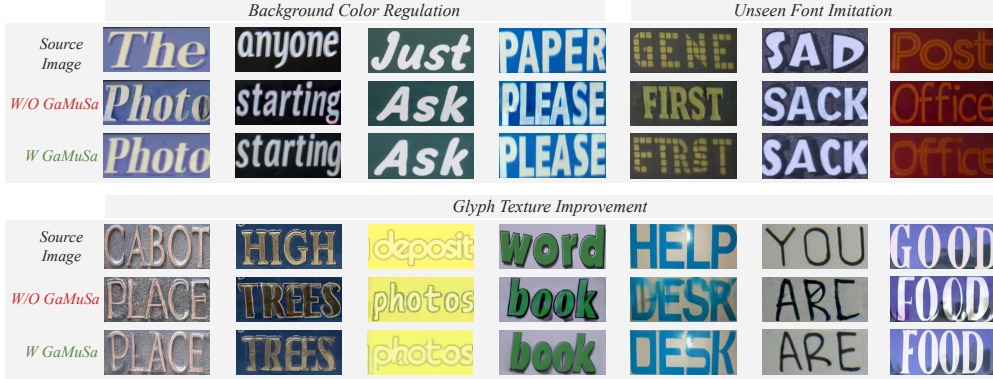 Background Color Regulation Unseen Font Imitation
Source Image The anyone Just PAPER GENE SAD Post
W/O GaMuSa Photo starting Ask PLEASE FIRST SACK Office
W GaMuSa Photo starting Ask PLEASE FIRST SACK Office
Glyph Texture Improvement
Source Image CABOT HIGH deposit word HELP YOU GOOD
W/O GaMuSa PLACE TREES photos book DESK ARE FOOD
W GaMuSa PLACE TREES photos book DESK ARE FOOD